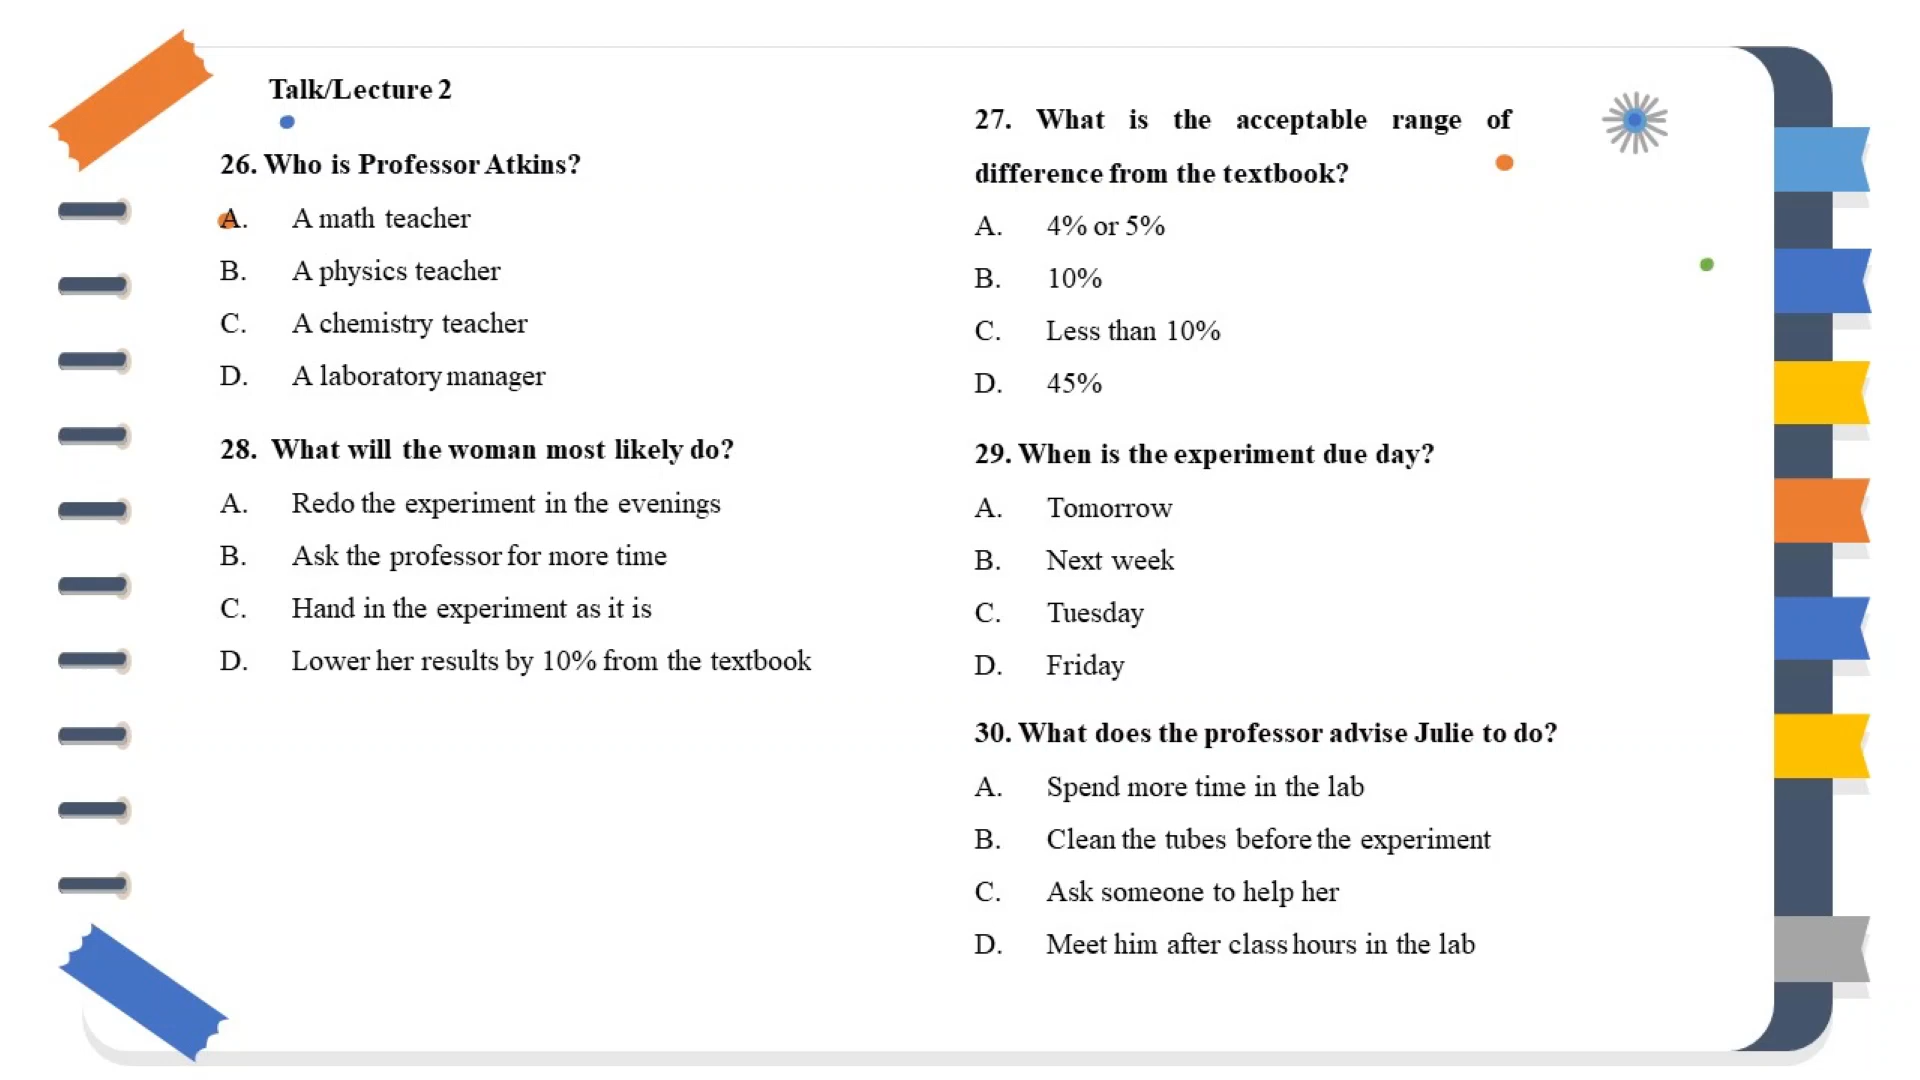 Talk/Lecture 2
26. Who is Professor Atkins?
A. A math teacher
B. A physics teacher
C. A chemistry teacher
D. A laboratory manager
28. What will the woman most likely do?
A. Redo the experiment in the evenings
B. Ask the professor for more time
C. Hand in the experiment as it is
D. Lower her results by 10% from the textbook
27. What is the acceptable range of
difference from the textbook?
A. 4% or 5%
B. 10%
C. Less than 10%
D. 45%
29. When is the experiment due day?
A. Tomorrow
B. Next week
C. Tuesday
D. Friday
30. What does the professor advise Julie to do?
A. Spend more time in the lab
B. Clean the tubes before the experiment
C. Ask someone to help her
D. Meet him after class hours in the lab